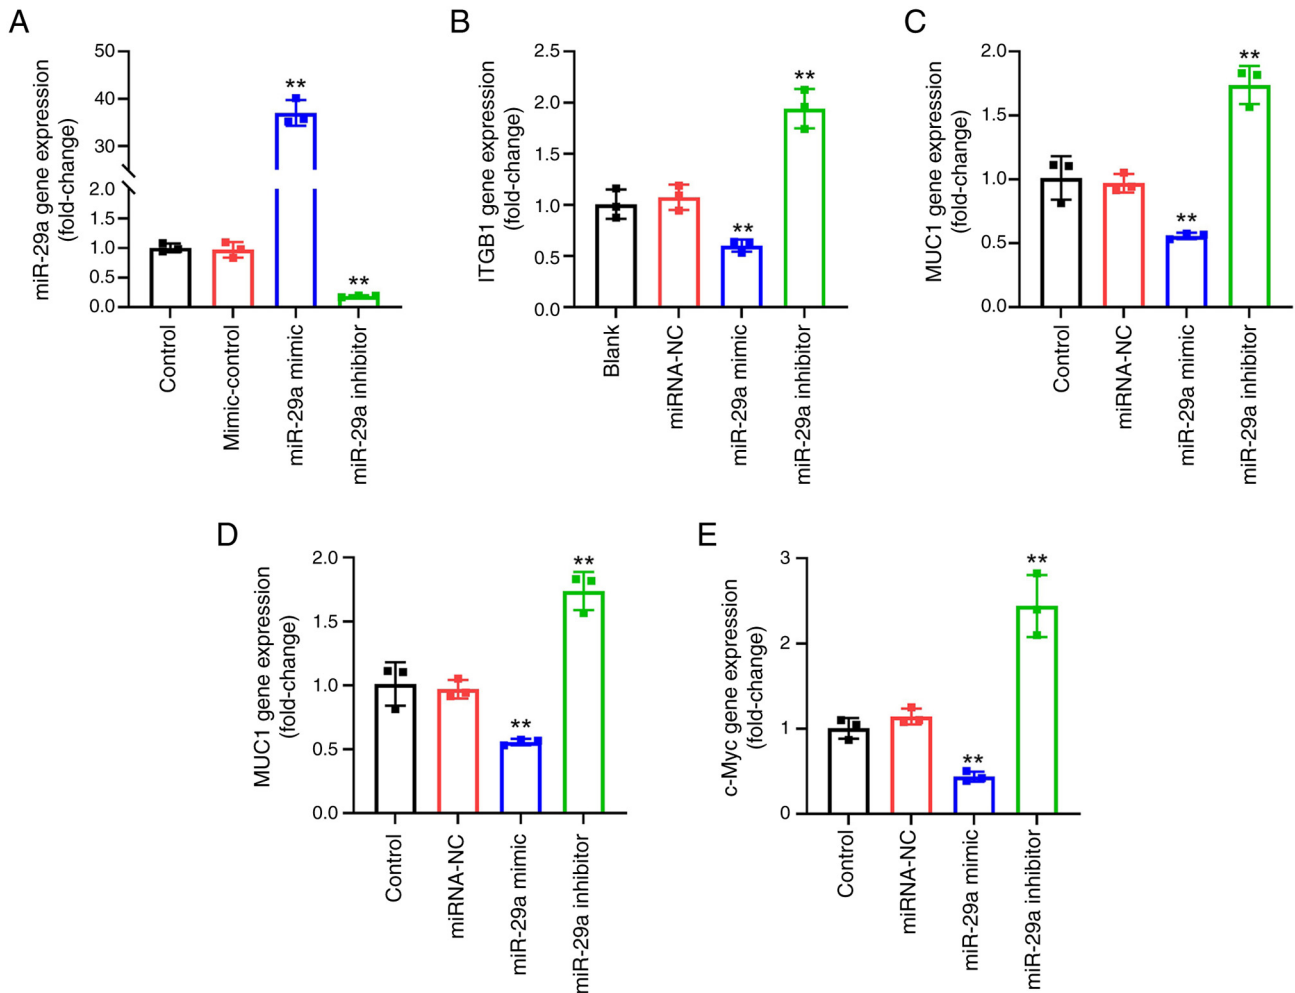 A
miR-29a gene expression
(fold-change)
50
40
30
2.0
1.5
1.0
0.5
0.0
**
**
Control
Mimic-control
miR-29a mimic
miR-29a inhibitor
B
ITGB1 gene expression
(fold-change)
2.5
2.0
1.5
1.0
0.5
0.0
**
**
Blank
miRNA-NC
miR-29a mimic
miR-29a inhibitor
C
MUC1 gene expression
(fold-change)
2.0
1.5
1.0
0.5
0.0
**
**
Control
miRNA-NC
miR-29a mimic
miR-29a inhibitor
D
MUC1 gene expression
(fold-change)
2.0
1.5
1.0
0.5
0.0
**
**
Control
miRNA-NC
miR-29a mimic
miR-29a inhibitor
E
c-Myc gene expression
(fold-change)
3
2
1
0
**
**
Control
miRNA-NC
miR-29a mimic
miR-29a inhibitor